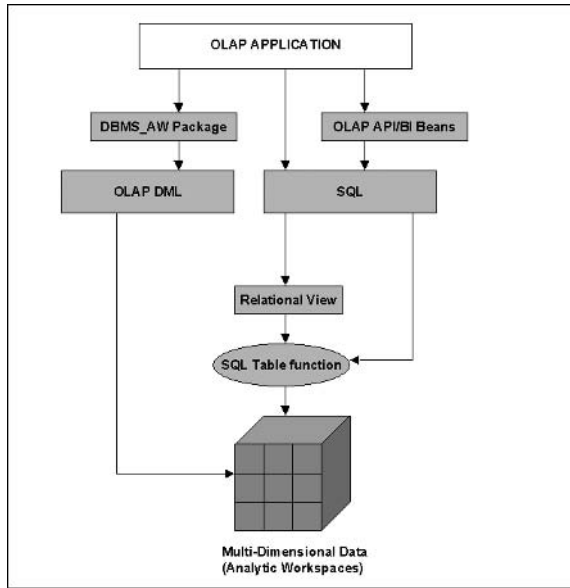 OLAP APPLICATION
DBMS_AW Package
OLAP API/BI Beans
OLAP DML
SQL
Relational View
SQL Table function
Multi-Dimensional Data
(Analytic Workspaces)